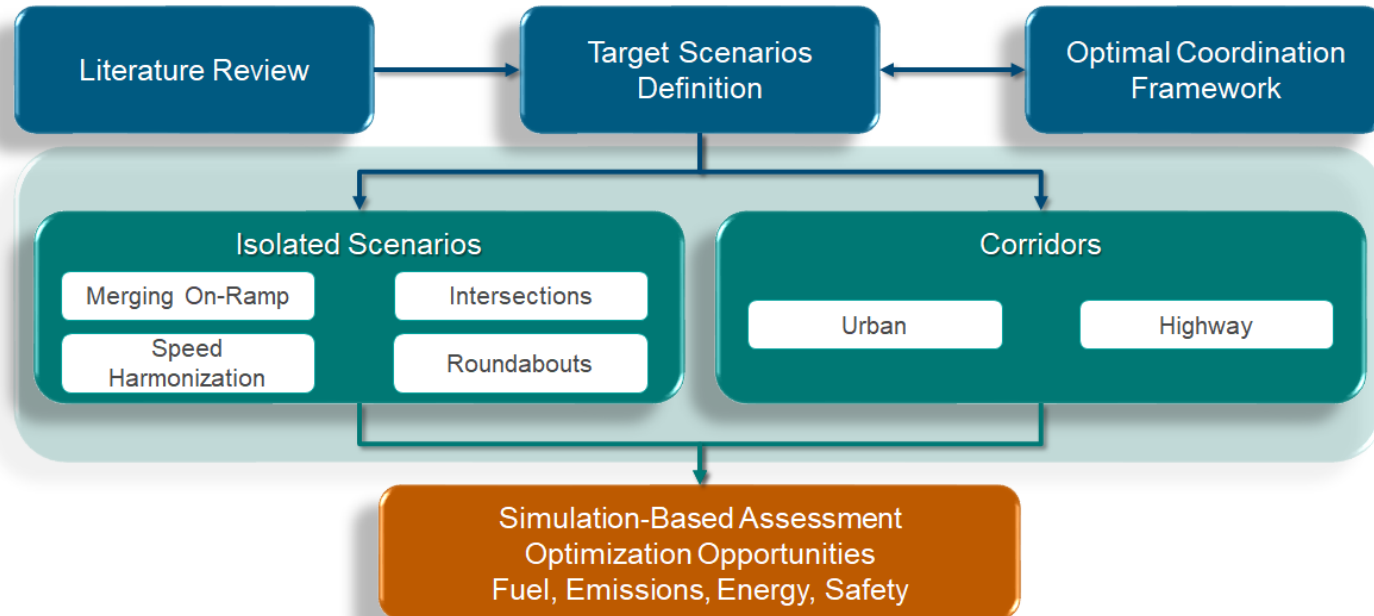 Literature Review
Target Scenarios
Definition
Optimal Coordination
Framework
Isolated Scenarios
Merging On-Ramp
Intersections
Speed
Harmonization
Roundabouts
Corridors
Urban
Highway
Simulation-Based Assessment
Optimization Opportunities
Fuel, Emissions, Energy, Safety